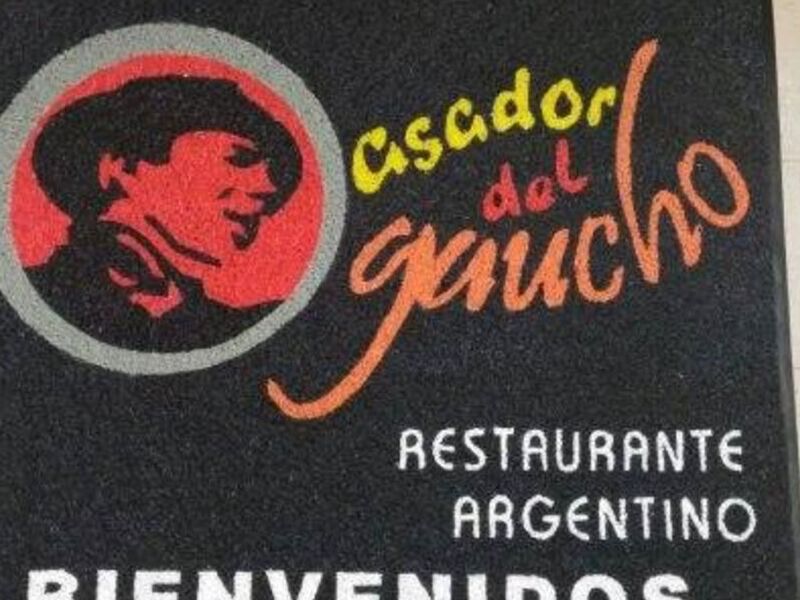 asador
del
gaucho
RESTAURANTE
ARGENTINO
BIENVENIDOS